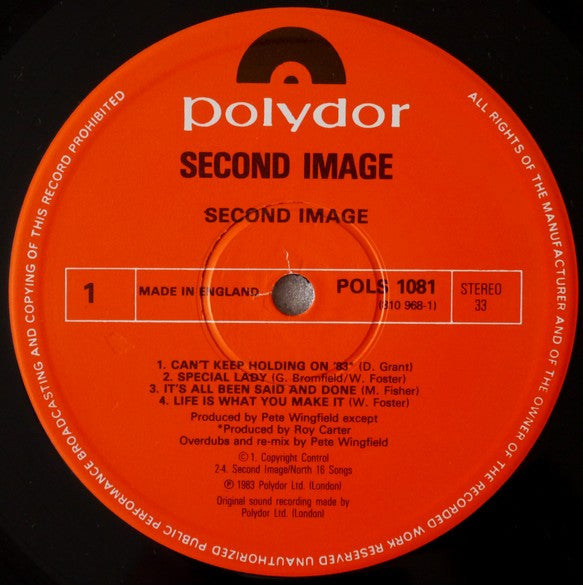 polydor
SECOND IMAGE
SECOND IMAGE
1
MADE IN ENGLAND
POLS 1081
(810 968-1)
STEREO
33
1. CAN'T KEEP HOLDING ON '83* (D. Grant)
2. SPECIAL LADY (G. Bromfield/W. Foster)
3. IT'S ALL BEEN SAID AND DONE (M. Fisher)
4. LIFE IS WHAT YOU MAKE IT (W. Foster)
Produced by Pete Wingfield except
*Produced by Roy Carter
Overdubs and re-mix by Pete Wingfield
© 1. Copyright Control
2-4. Second Image/North 16 Songs
℗ 1983 Polydor Ltd. (London)
Original sound recording made by
Polydor Ltd. (London)
ALL RIGHTS OF THE MANUFACTURER AND OF THE OWNER OF THE RECORDED WORK RESERVED UNAUTHORIZED PUBLIC PERFORMANCE BROADCASTING AND COPYING OF THIS RECORD PROHIBITED